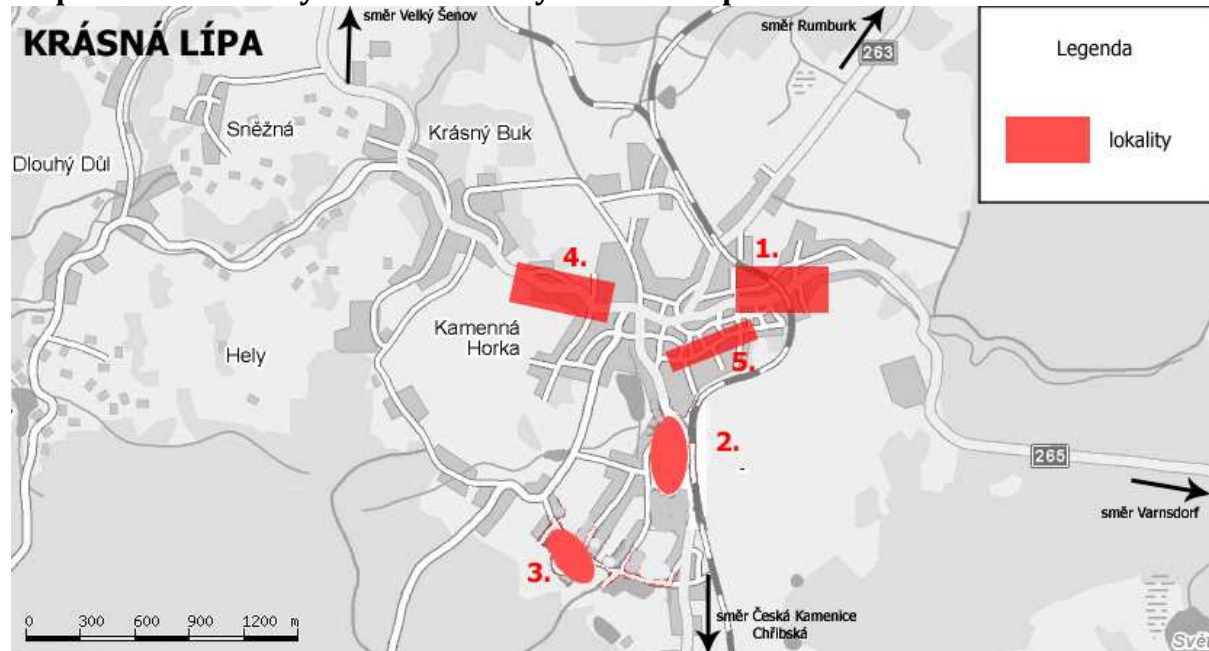 KRÁSNÁ LÍPA
směr Velký Šenov
směr Rumburk
263
Legenda
lokality
Sněžná
Krásný Buk
Dlouhý Důl
1.
4.
Kamenná
Horka
Hely
5.
2.
265
směr Varnsdorf
3.
0 300 600 900 1200 m
směr Česká Kamenice
Chřibská
Svět